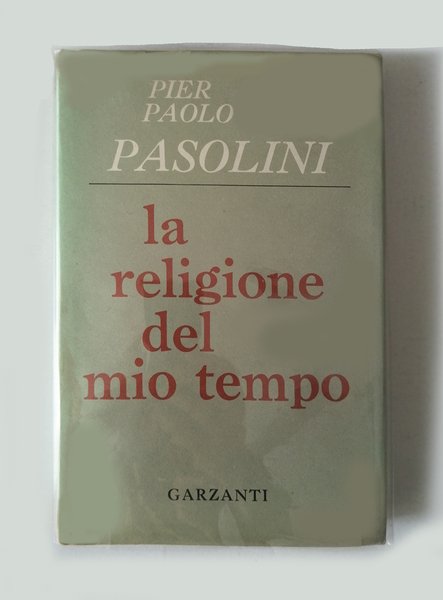 PIER
PAOLO
PASOLINI
la
religione
del
mio tempo
GARZANTI